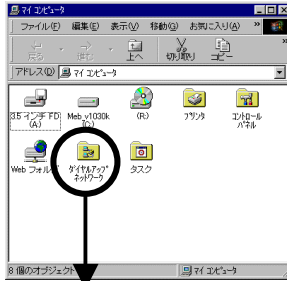 マイ コンピュータ
ファイル(F) 編集(E) 表示(V) 移動(G) お気に入り(A) »
戻る 進む 上へ 切り取り コピー »
アドレス(D) マイ コンピュータ
3.5 インチ FD (A:)
Meb_v1030k (C:)
(R:)
プリンタ
コントロール パネル
Web フォルダ
ダイヤルアップ ネットワーク
タスク
8 個のオブジェクト
マイ コンピュータ